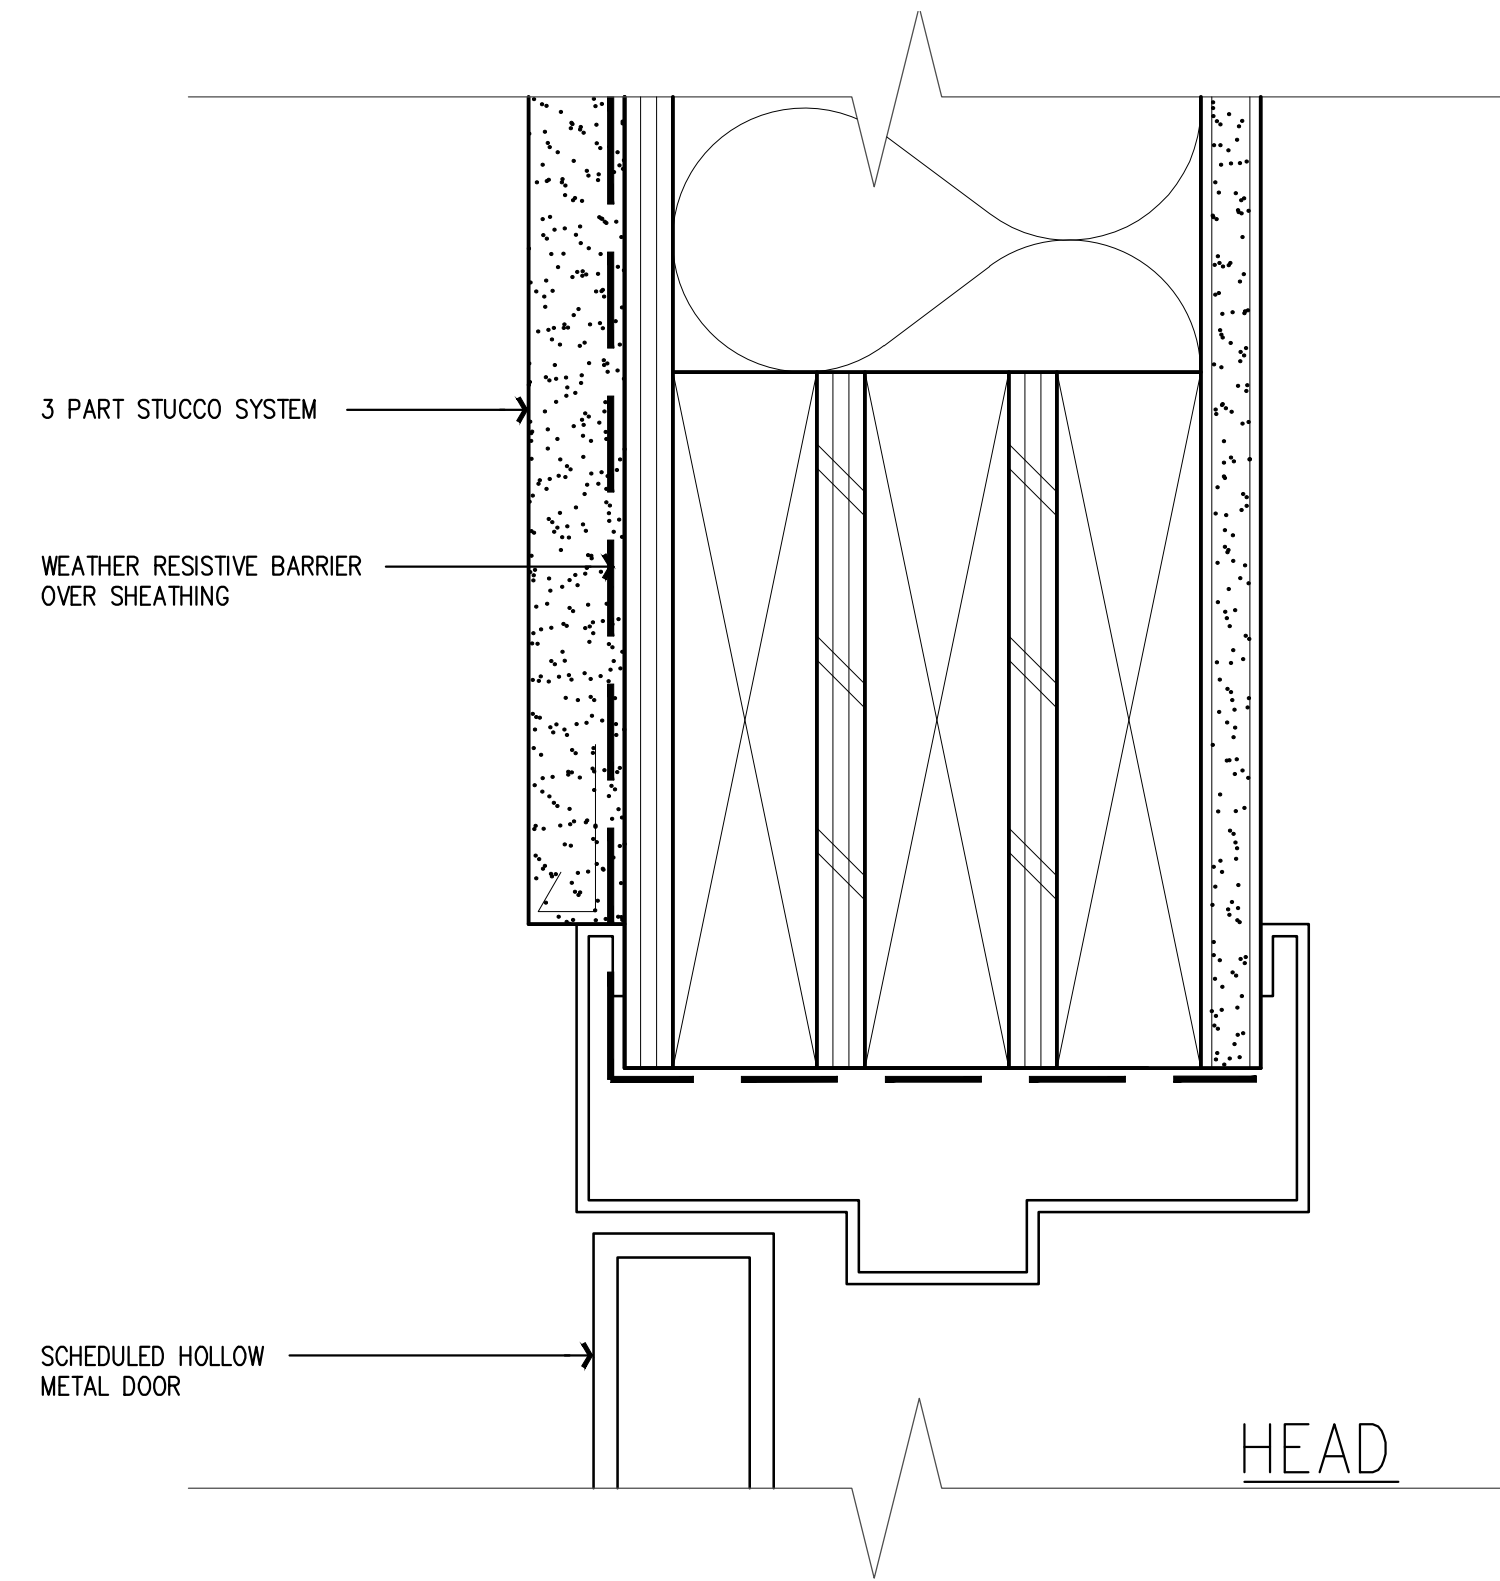 3 PART STUCCO SYSTEM
WEATHER RESISTIVE BARRIER
OVER SHEATHING
SCHEDULED HOLLOW
METAL DOOR
HEAD